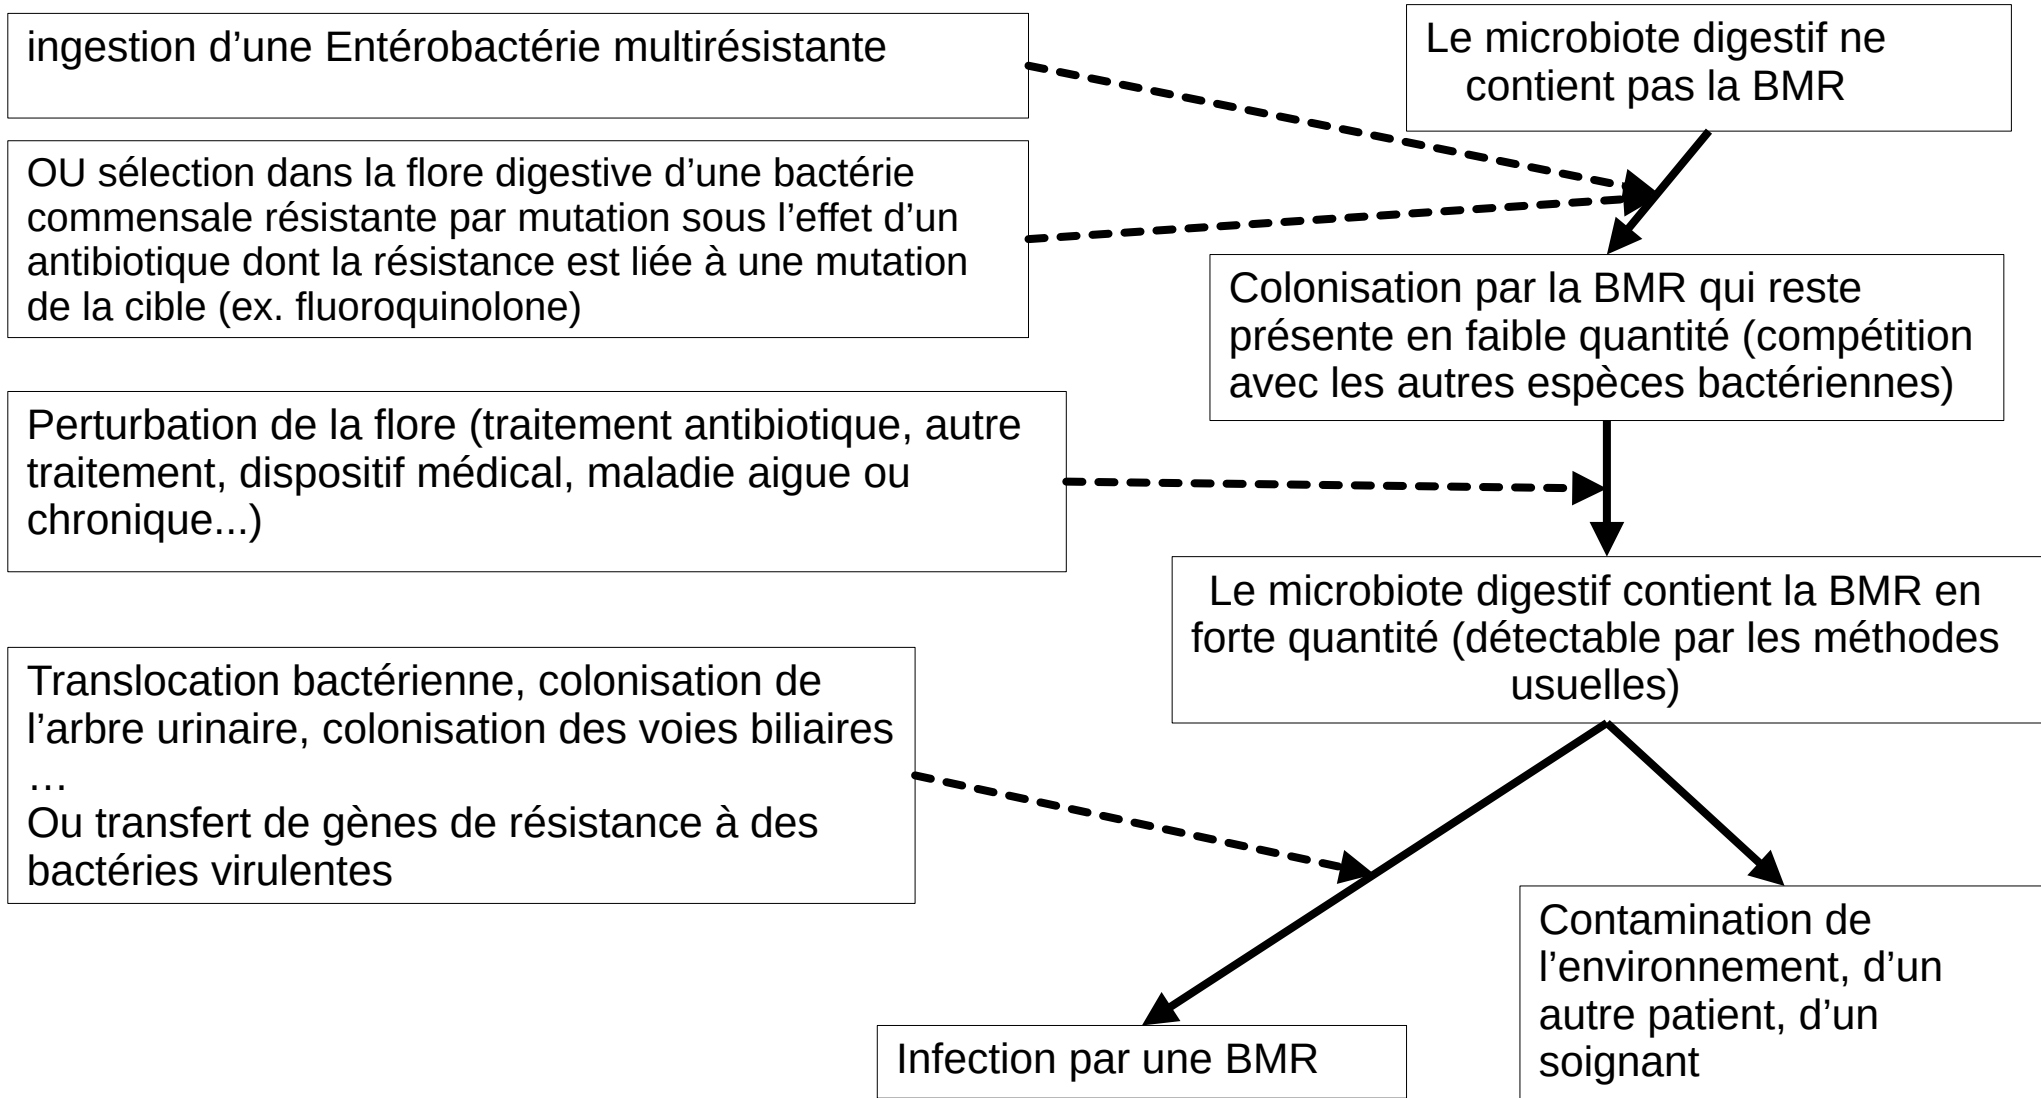 ingestion d’une Entérobactérie multirésistante
Le microbiote digestif ne
contient pas la BMR
OU sélection dans la flore digestive d’une bactérie
commensale résistante par mutation sous l’effet d’un
antibiotique dont la résistance est liée à une mutation
de la cible (ex. fluoroquinolone)
Colonisation par la BMR qui reste
présente en faible quantité (compétition
avec les autres espèces bactériennes)
Perturbation de la flore (traitement antibiotique, autre
traitement, dispositif médical, maladie aigue ou
chronique...)
Le microbiote digestif contient la BMR en
forte quantité (détectable par les méthodes
usuelles)
Translocation bactérienne, colonisation de
l’arbre urinaire, colonisation des voies biliaires
…
Ou transfert de gènes de résistance à des
bactéries virulentes
Contamination de
l’environnement, d’un
autre patient, d’un
soignant
Infection par une BMR